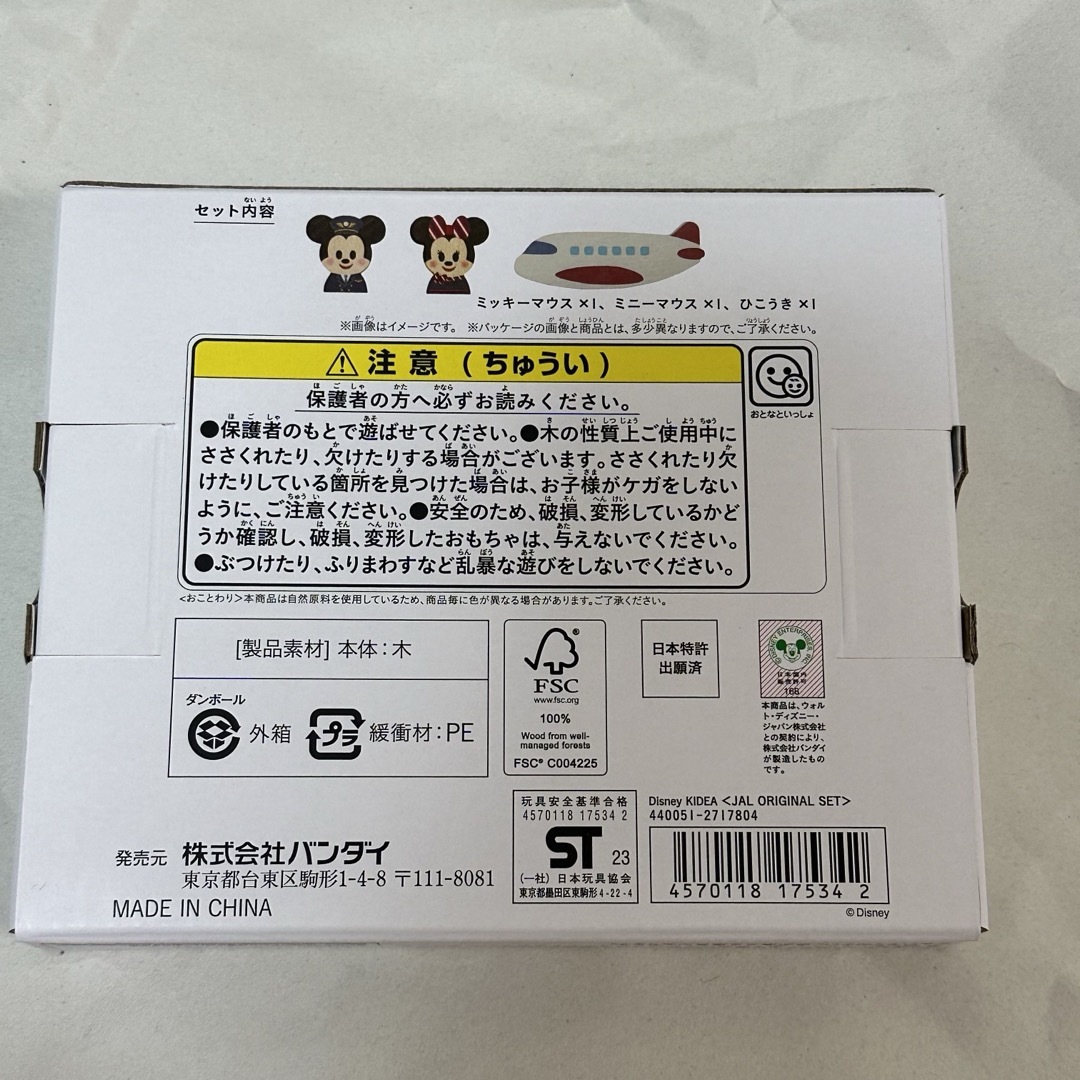 セット内容
ミッキーマウス×1、ミニーマウス×1、ひこうき×1
※画像はイメージです。 ※パッケージの画像と商品とは、多少異なりますので、ご了承ください。
注意(ちゅうい)
保護者の方へ必ずお読みください。
●保護者のもとで遊ばせてください。●木の性質上ご使用中に
ささくれたり、欠けたりする場合がございます。ささくれたり欠
けたりしている箇所を見つけた場合は、お子様がケガをしない
ように、ご注意ください。●安全のため、破損、変形しているかど
うか確認し、破損、変形したおもちゃは、与えないでください。
●ぶつけたり、ふりまわすなど乱暴な遊びをしないでください。
おとなといっしょ
<おことわり>本商品は自然原料を使用しているため、商品毎に色が異なる場合があります。ご了承ください。
[製品素材]本体:木
ダンボール
外箱
プラ
緩衝材:PE
FSC
www.fsc.org
100%
Wood from well-
managed forests
FSC® C004225
日本特許
出願済
© DISNEY ENTERPRISES, INC.
日本国内
販売許可
168
本商品は、ウォル
ト・ディズニー・
ジャパン株式会社
との契約により、
株式会社バンダイ
が製造したもの
です。
発売元 株式会社バンダイ
東京都台東区駒形1-4-8 〒111-8081
MADE IN CHINA
玩具安全基準合格
4570118 17534 2
ST 23
(一社)日本玩具協会
東京都墨田区東駒形4-22-4
Disney KIDEA <JAL ORIGINAL SET>
440051-2717804
4570118 175342
©Disney